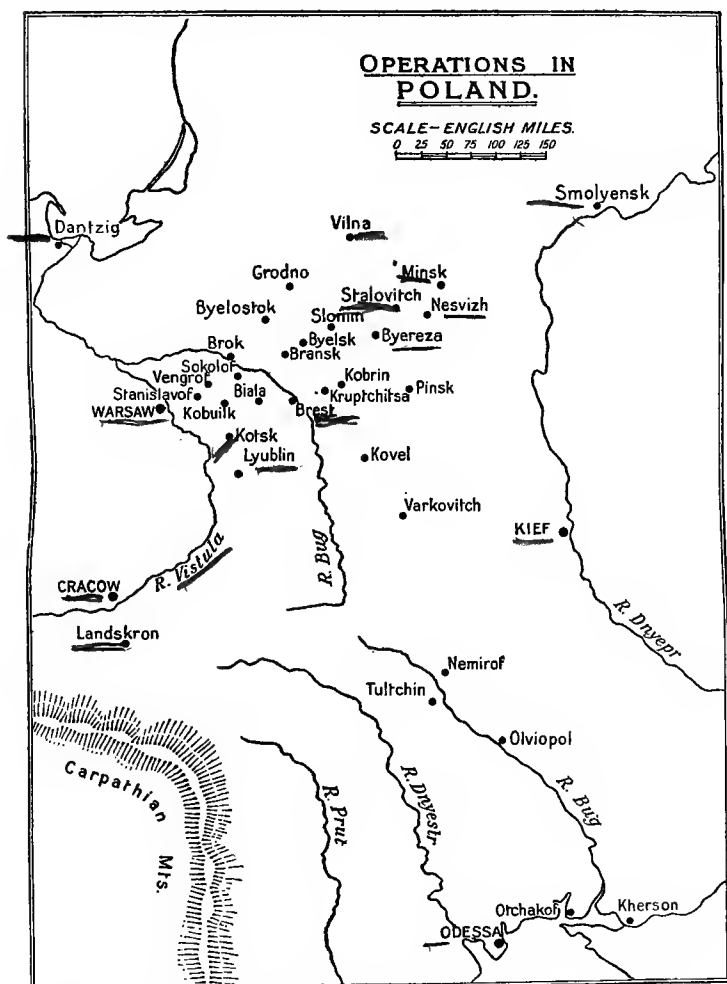 OPERATIONS IN
POLAND.
SCALE–ENGLISH MILES.
0 25 50 75 100 125 150
Smolyensk
Dantzig
Vilna
Grodno
Minsk
Stalovitch
Nesvizh
Byelostok
Slonim
Byereza
Byelsk
Bransk
Brok
Sokolof
Vengrof
Kobrin
Stanislavof
Biala
Kruptchitsa
Pinsk
WARSAW
Kobuilk
Brest
Kotsk
Lyublin
Kovel
Varkovitch
KIEF
R. Vistula
R. Bug
CRACOW
Landskron
R. Dnyepr
Nemirof
Tultchin
Olviopol
Carpathian
Mts.
R. Prut
R. Dnyestr
R. Bug
Otchakof
Kherson
ODESSA